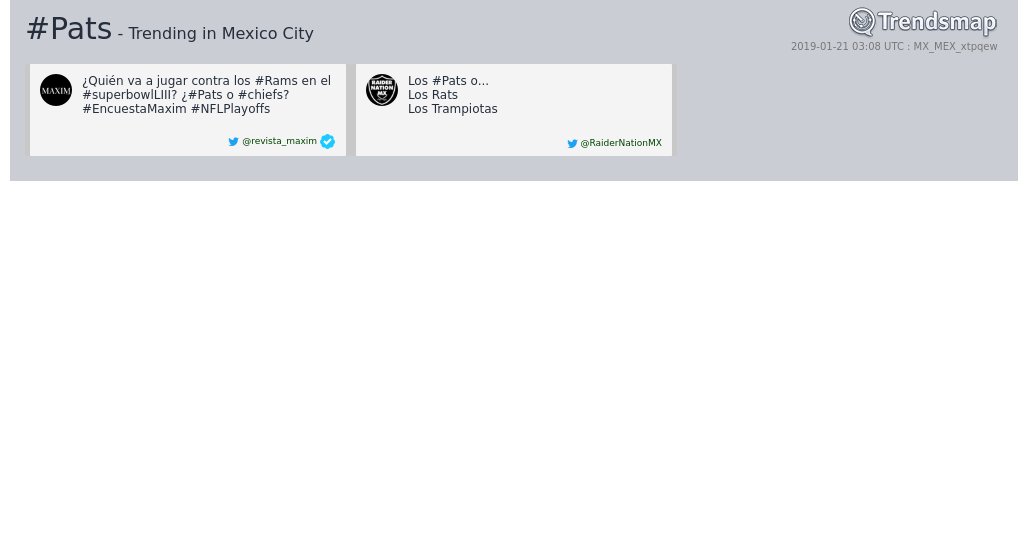 #Pats - Trending in Mexico City
Trendsmap
2019-01-21 03:08 UTC : MX_MEX_xtpqew
MAXIM
¿Quién va a jugar contra los #Rams en el
#superbowlLIII? ¿#Pats o #chiefs?
#EncuestaMaxim #NFLPlayoffs
@revista_maxim
RAIDER
NATION
MX
Los #Pats o...
Los Rats
Los Trampiotas
@RaiderNationMX